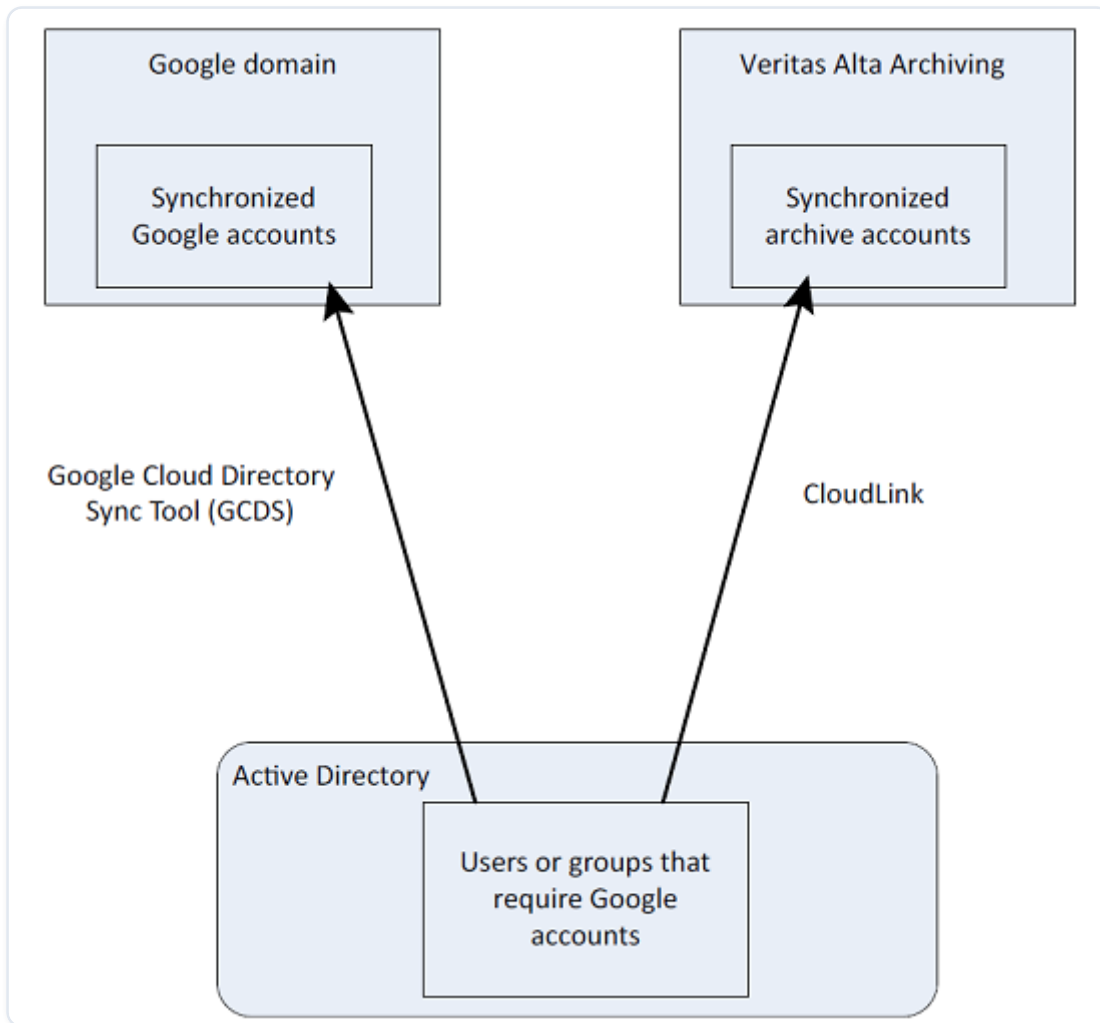 Google domain
Synchronized
Google accounts
Veritas Alta Archiving
Synchronized
archive accounts
Google Cloud Directory
Sync Tool (GCDS)
CloudLink
Active Directory
Users or groups that
require Google
accounts